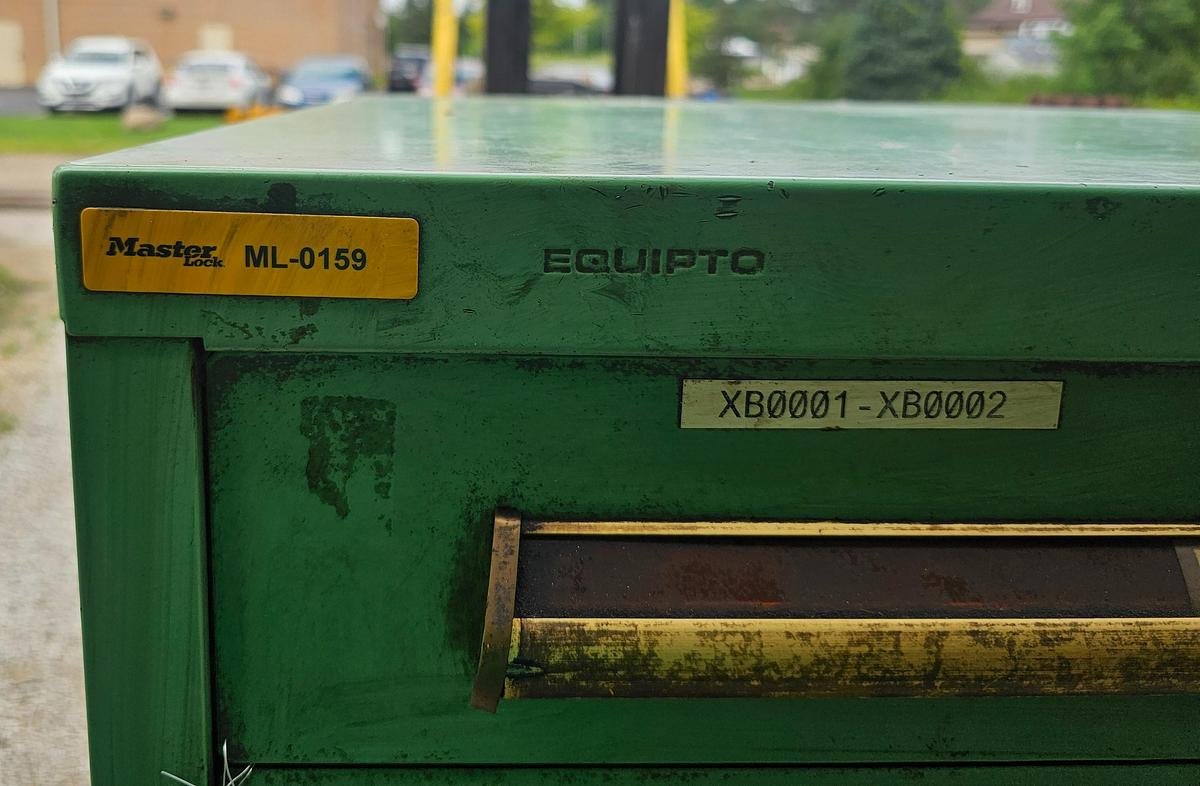 Master Lock ML-0159
EQUIPTO
XB0001-XB0002